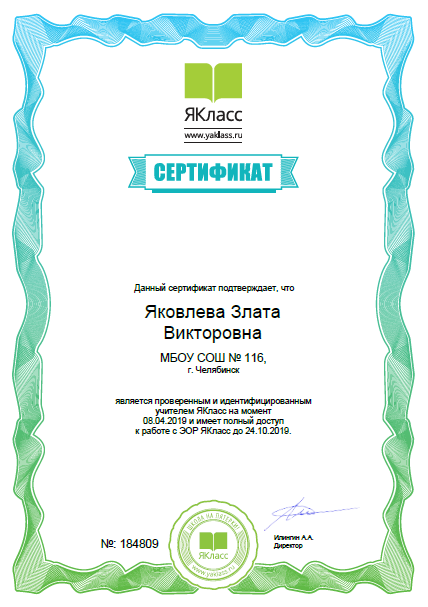 ЯКласс
www.yaklass.ru
СЕРТИФИКАТ
Данный сертификат подтверждает, что
Яковлева Злата
Викторовна
МБОУ СОШ № 116,
г. Челябинск
является проверенным и идентифицированным
учителем ЯКласс на момент
08.04.2019 и имеет полный доступ
к работе с ЭОР ЯКласс до 24.10.2019.
№: 184809
ШКОЛА НА ПЯТЕРКУ
ЯКласс
www.yaklass.ru
Илингин А.А.
Директор